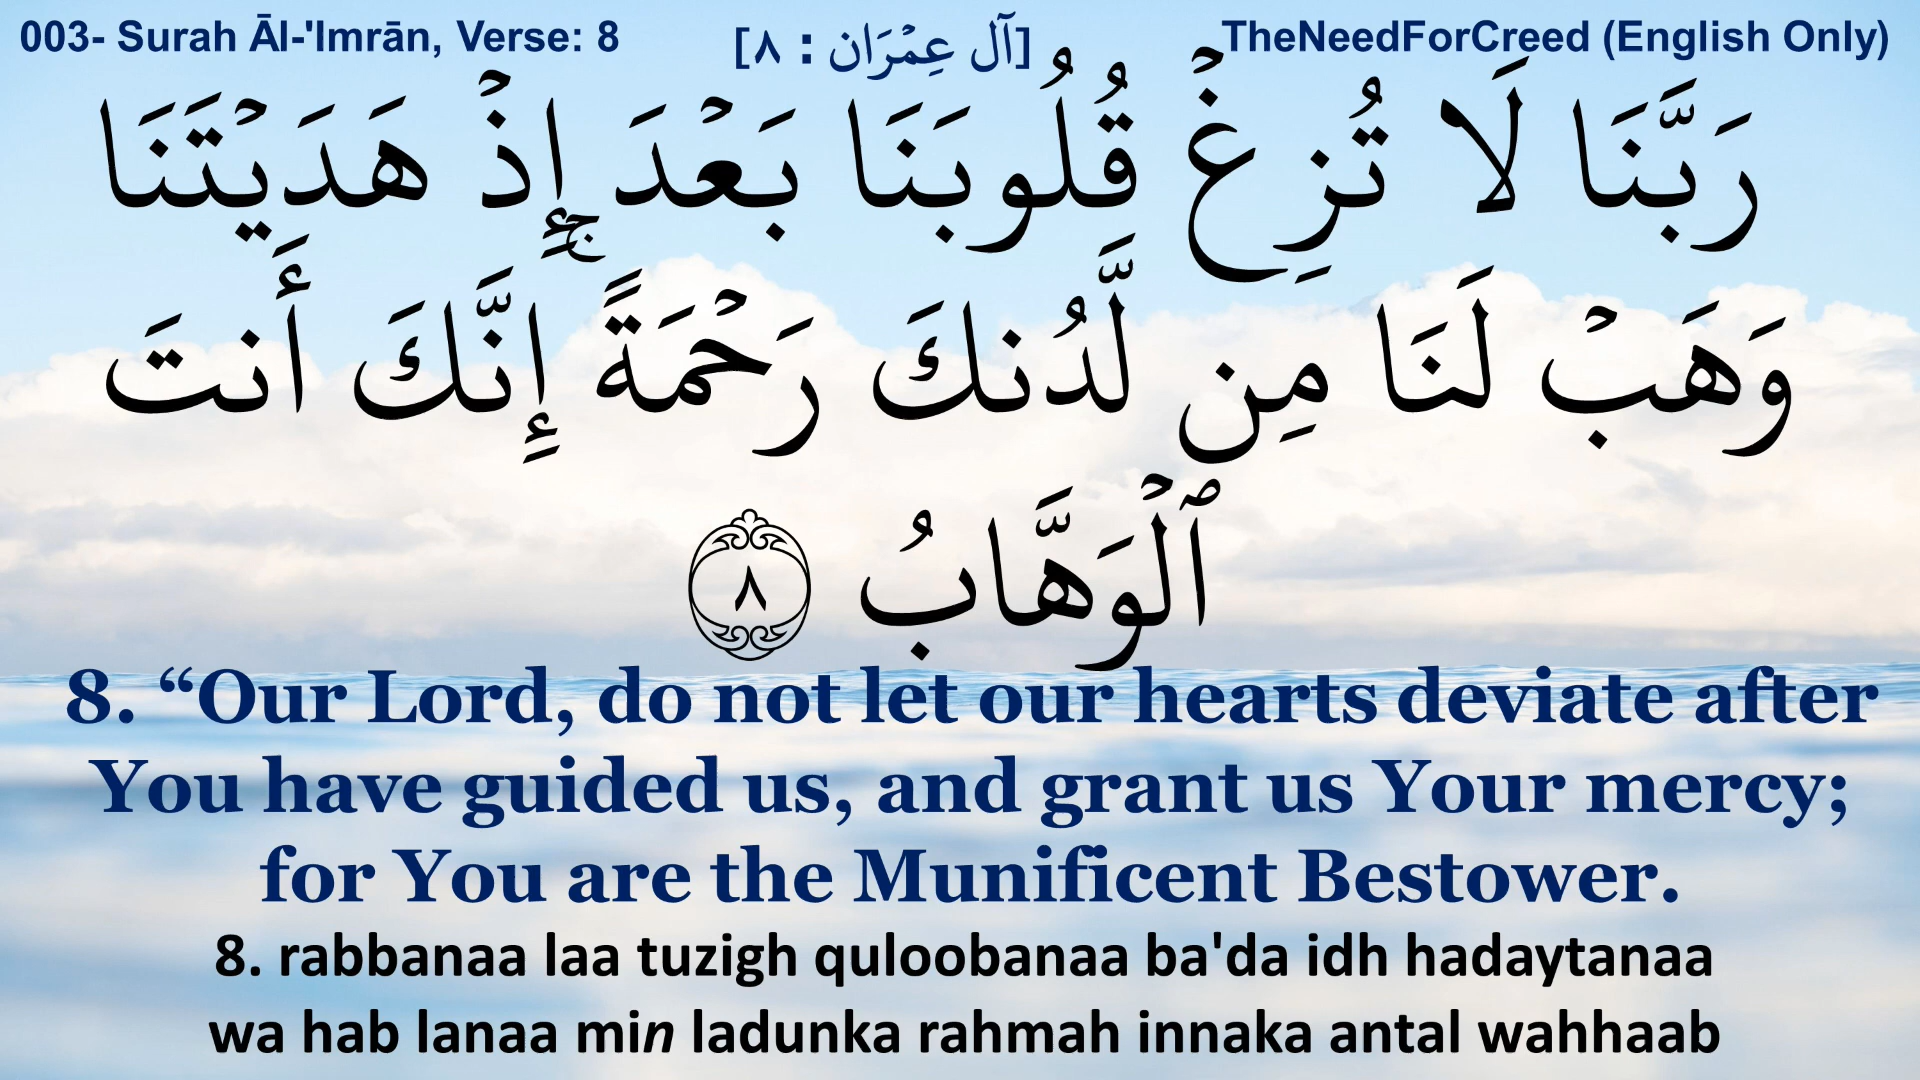 003- Surah Āl-'Imrān, Verse: 8
[آل عِمْرَان : ٨]
TheNeedForCreed (English Only)
رَبَّنَا لَا تُزِغْ قُلُوبَنَا بَعْدَ إِذْ هَدَيْتَنَا
وَهَبْ لَنَا مِن لَّدُنكَ رَحْمَةً ۚ إِنَّكَ أَنتَ
ٱلْوَهَّابُ ٨
8. “Our Lord, do not let our hearts deviate after
You have guided us, and grant us Your mercy;
for You are the Munificent Bestower.
8. rabbanaa laa tuzigh quloobanaa ba'da idh hadaytanaa
wa hab lanaa min ladunka rahmah innaka antal wahhaab